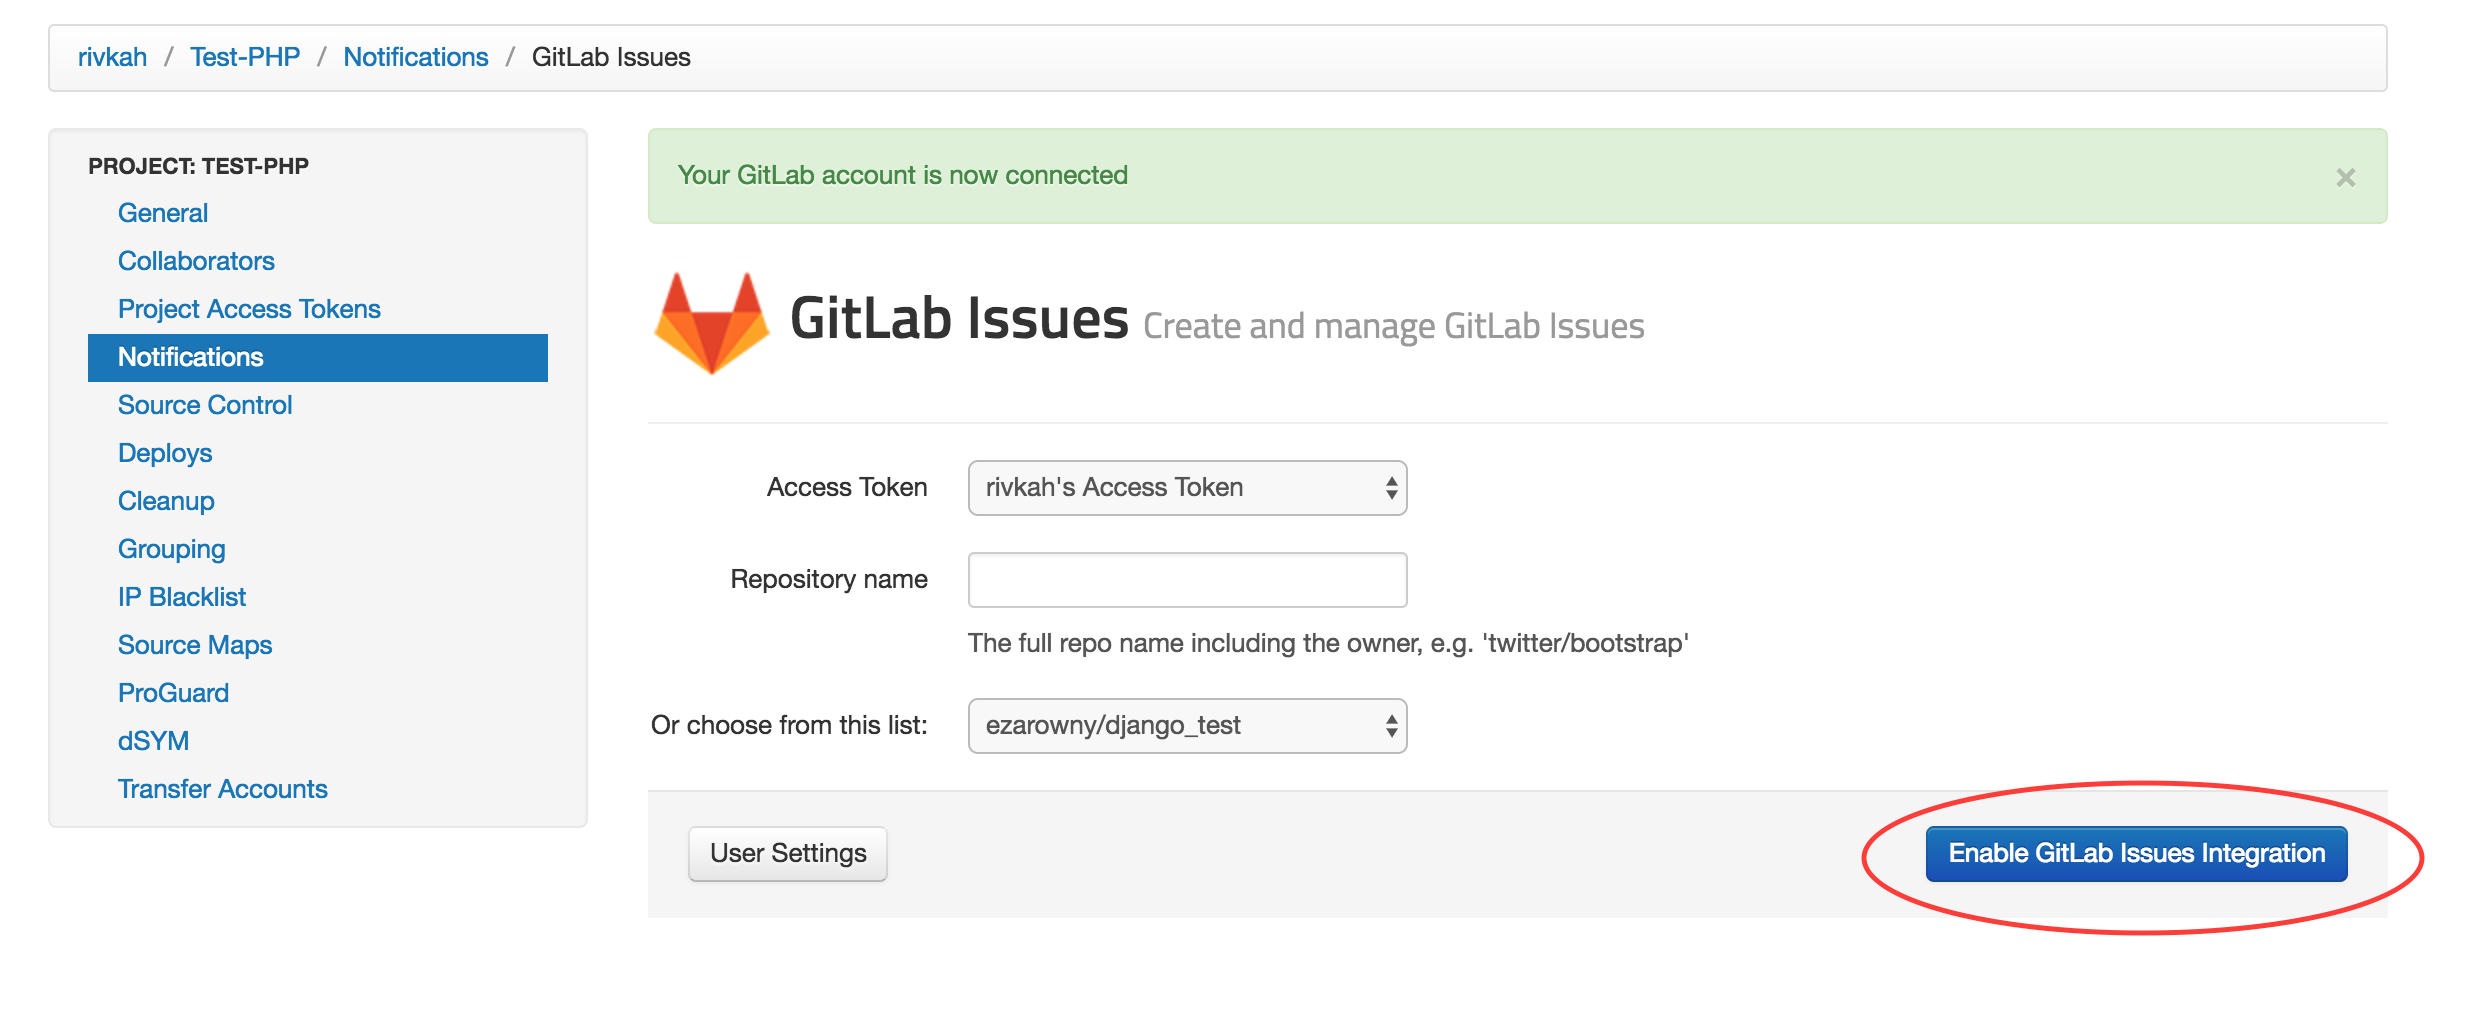 rivkah / Test-PHP / Notifications / GitLab Issues
PROJECT: TEST-PHP
General
Collaborators
Project Access Tokens
Notifications
Source Control
Deploys
Cleanup
Grouping
IP Blacklist
Source Maps
ProGuard
dSYM
Transfer Accounts
Your GitLab account is now connected ×
GitLab Issues Create and manage GitLab Issues
Access Token rivkah's Access Token
Repository name
The full repo name including the owner, e.g. 'twitter/bootstrap'
Or choose from this list: ezarowny/django_test
User Settings Enable GitLab Issues Integration